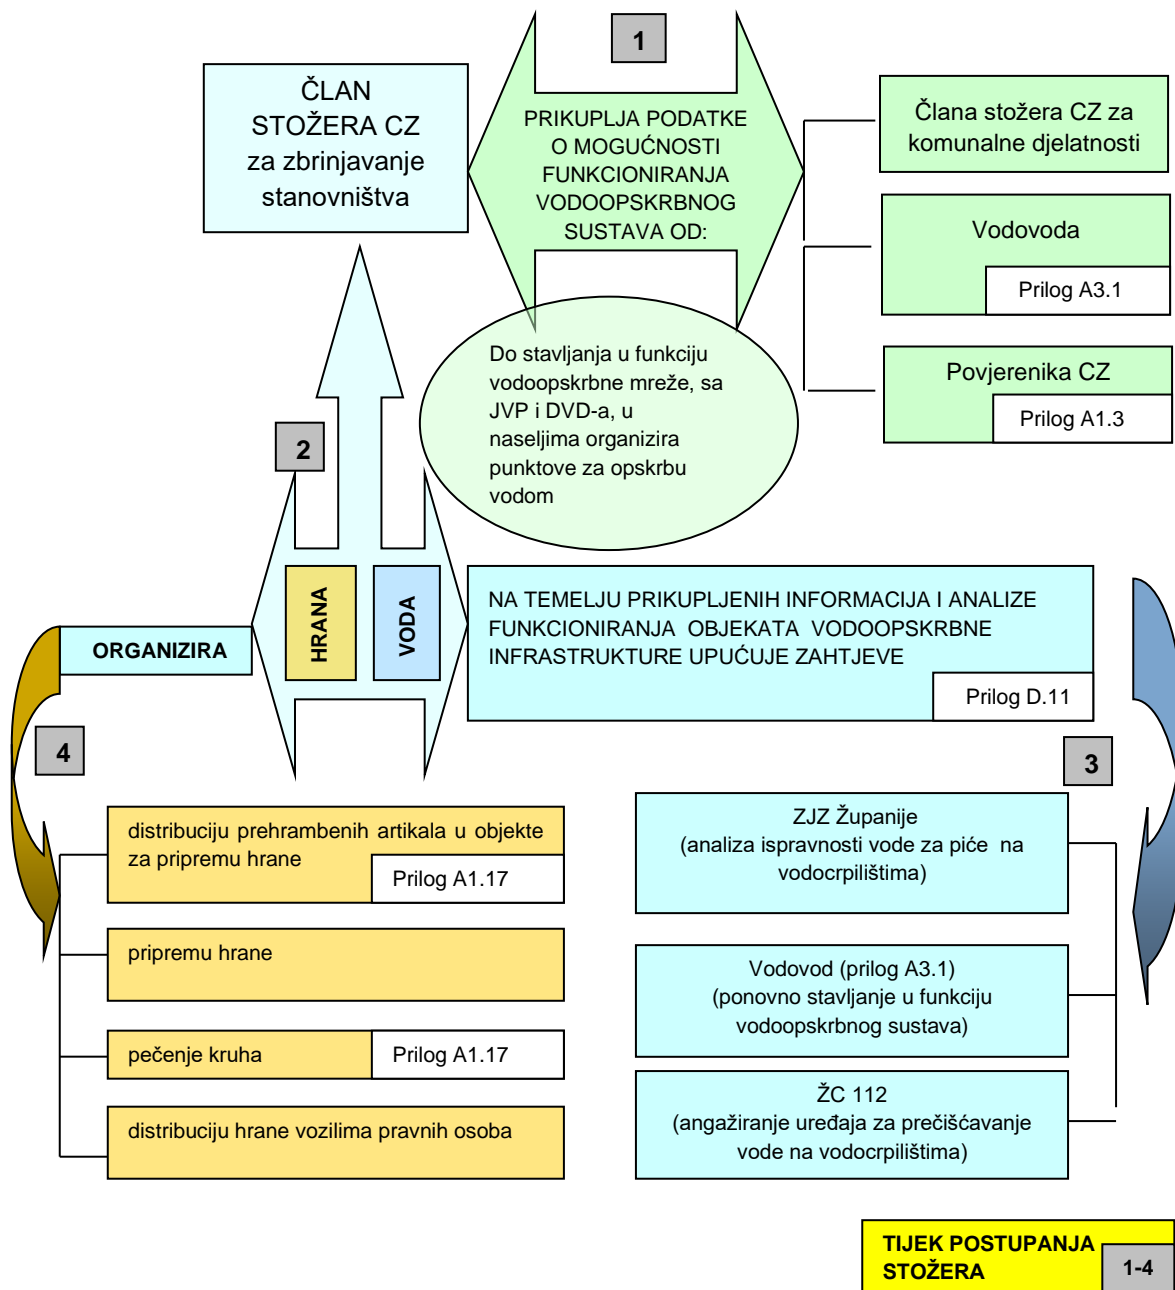 1
ČLAN
STOŽERA CZ
za zbrinjavanje
stanovništva
PRIKUPLJA PODATKE
O MOGUĆNOSTI
FUNKCIONIRANJA
VODOOPSKRBNOG
SUSTAVA OD:
Člana stožera CZ za
komunalne djelatnosti
Vodovoda
Prilog A3.1
Povjerenika CZ
Prilog A1.3
Do stavljanja u funkciju
vodoopskrbne mreže, sa
JVP i DVD-a, u
naseljima organizira
punktove za opskrbu
vodom
2
HRANA
VODA
ORGANIZIRA
NA TEMELJU PRIKUPLJENIH INFORMACIJA I ANALIZE
FUNKCIONIRANJA OBJEKATA VODOOPSKRBNE
INFRASTRUKTURE UPUĆUJE ZAHTJEVE
Prilog D.11
4
3
distribuciju prehrambenih artikala u objekte
za pripremu hrane
Prilog A1.17
pripremu hrane
pečenje kruha
Prilog A1.17
distribuciju hrane vozilima pravnih osoba
ZJZ Županije
(analiza ispravnosti vode za piće na
vodocrpilištima)
Vodovod (prilog A3.1)
(ponovno stavljanje u funkciju
vodoopskrbnog sustava)
ŽC 112
(angažiranje uređaja za prečišćavanje
vode na vodocrpilištima)
TIJEK POSTUPANJA
STOŽERA
1-4